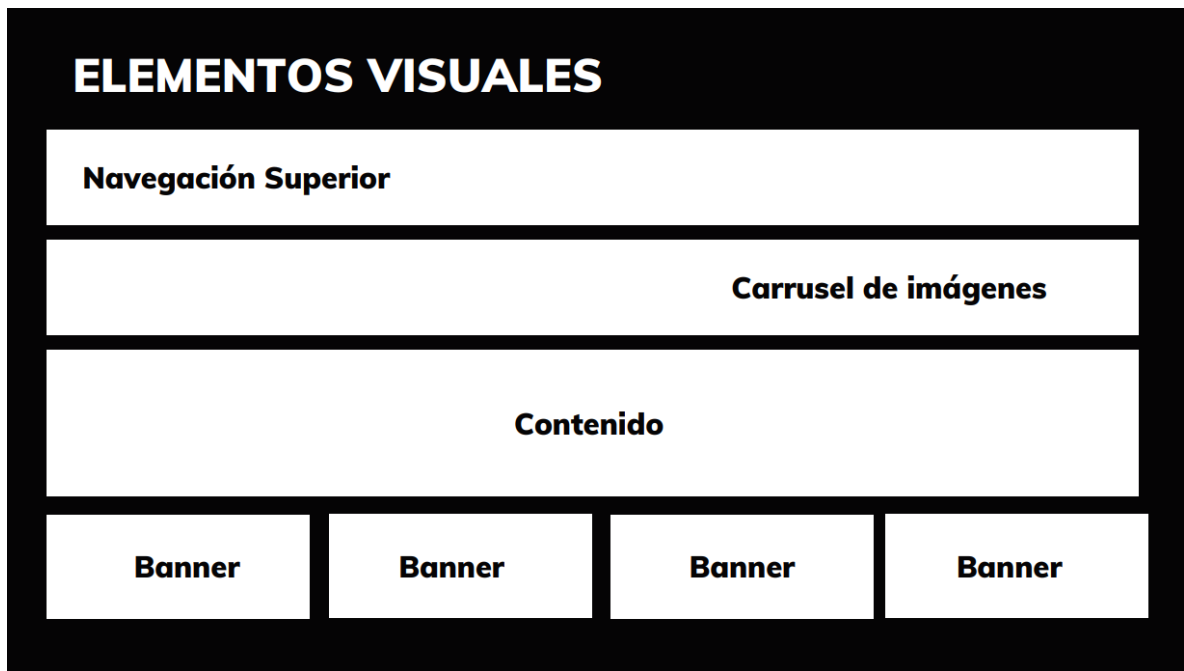 ELEMENTOS VISUALES
Navegación Superior
Carrusel de imágenes
Contenido
Banner
Banner
Banner
Banner